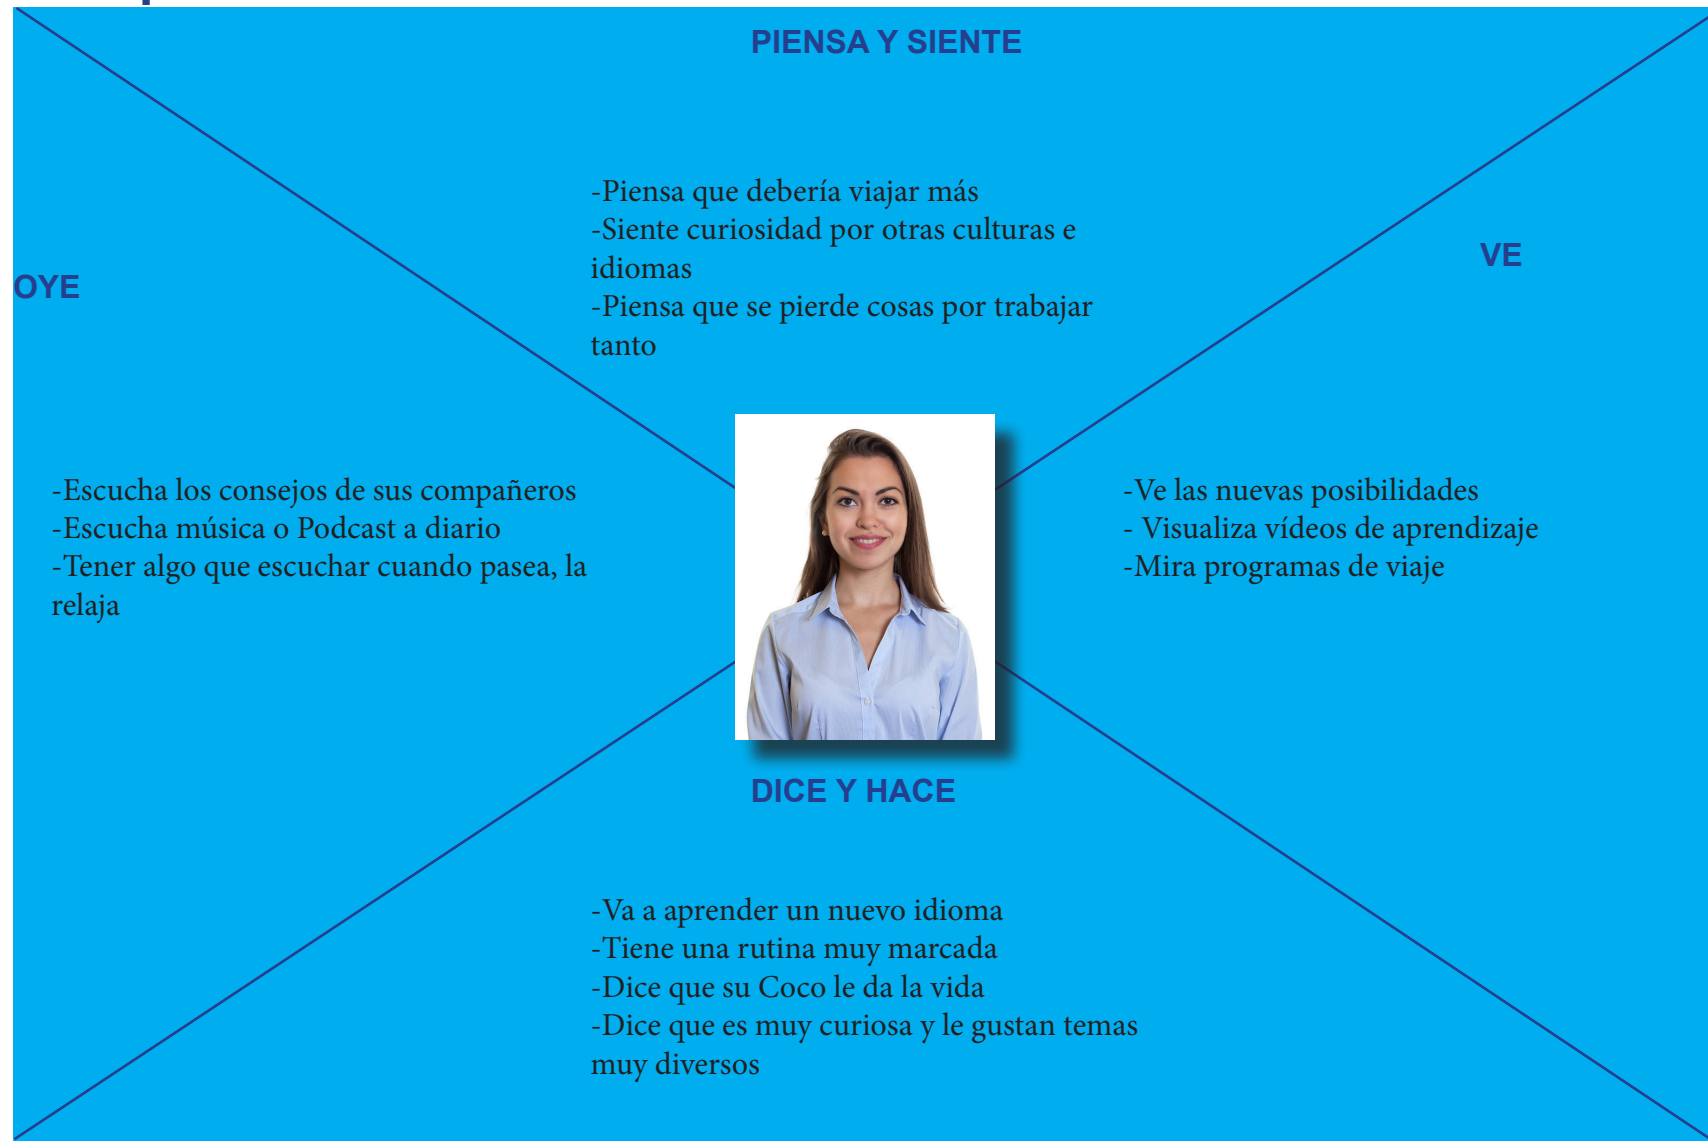 PIENSA Y SIENTE
-Piensa que debería viajar más
-Siente curiosidad por otras culturas e
idiomas
-Piensa que se pierde cosas por trabajar
tanto
OYE
-Escucha los consejos de sus compañeros
-Escucha música o Podcast a diario
-Tener algo que escuchar cuando pasea, la
relaja
VE
-Ve las nuevas posibilidades
- Visualiza vídeos de aprendizaje
-Mira programas de viaje
DICE Y HACE
-Va a aprender un nuevo idioma
-Tiene una rutina muy marcada
-Dice que su Coco le da la vida
-Dice que es muy curiosa y le gustan temas
muy diversos